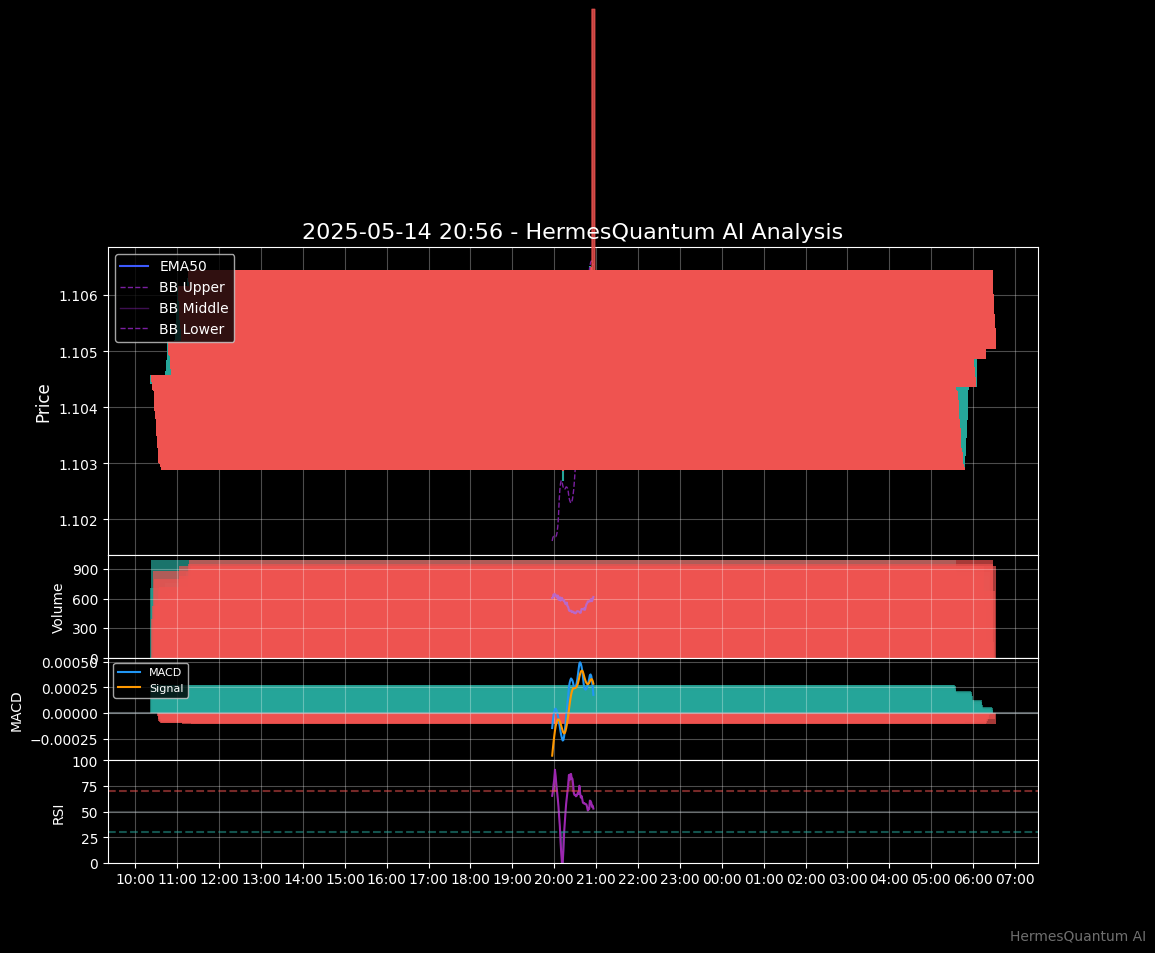 2025-05-14 20:56 - HermesQuantum AI Analysis
EMA50
BB Upper
BB Middle
BB Lower
Price
1.106
1.105
1.104
1.103
1.102
Volume
900
600
300
0
MACD
0.00050
0.00025
0.00000
−0.00025
MACD
Signal
RSI
100
75
50
25
0
10:00 11:00 12:00 13:00 14:00 15:00 16:00 17:00 18:00 19:00 20:00 21:00 22:00 23:00 00:00 01:00 02:00 03:00 04:00 05:00 06:00 07:00
HermesQuantum AI